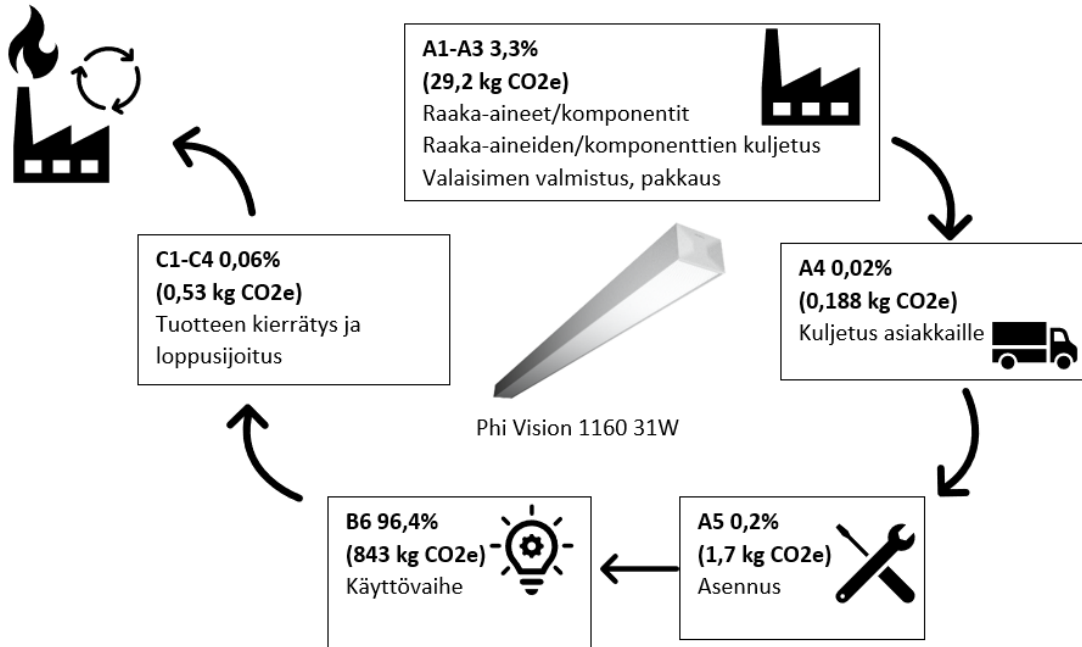 A1-A3 3,3%
(29,2 kg CO2e)
Raaka-aineet/komponentit
Raaka-aineiden/komponenttien kuljetus
Valaisimen valmistus, pakkaus
A4 0,02%
(0,188 kg CO2e)
Kuljetus asiakkaille
A5 0,2%
(1,7 kg CO2e)
Asennus
B6 96,4%
(843 kg CO2e)
Käyttövaihe
C1-C4 0,06%
(0,53 kg CO2e)
Tuotteen kierrätys ja
loppusijoitus
Phi Vision 1160 31W